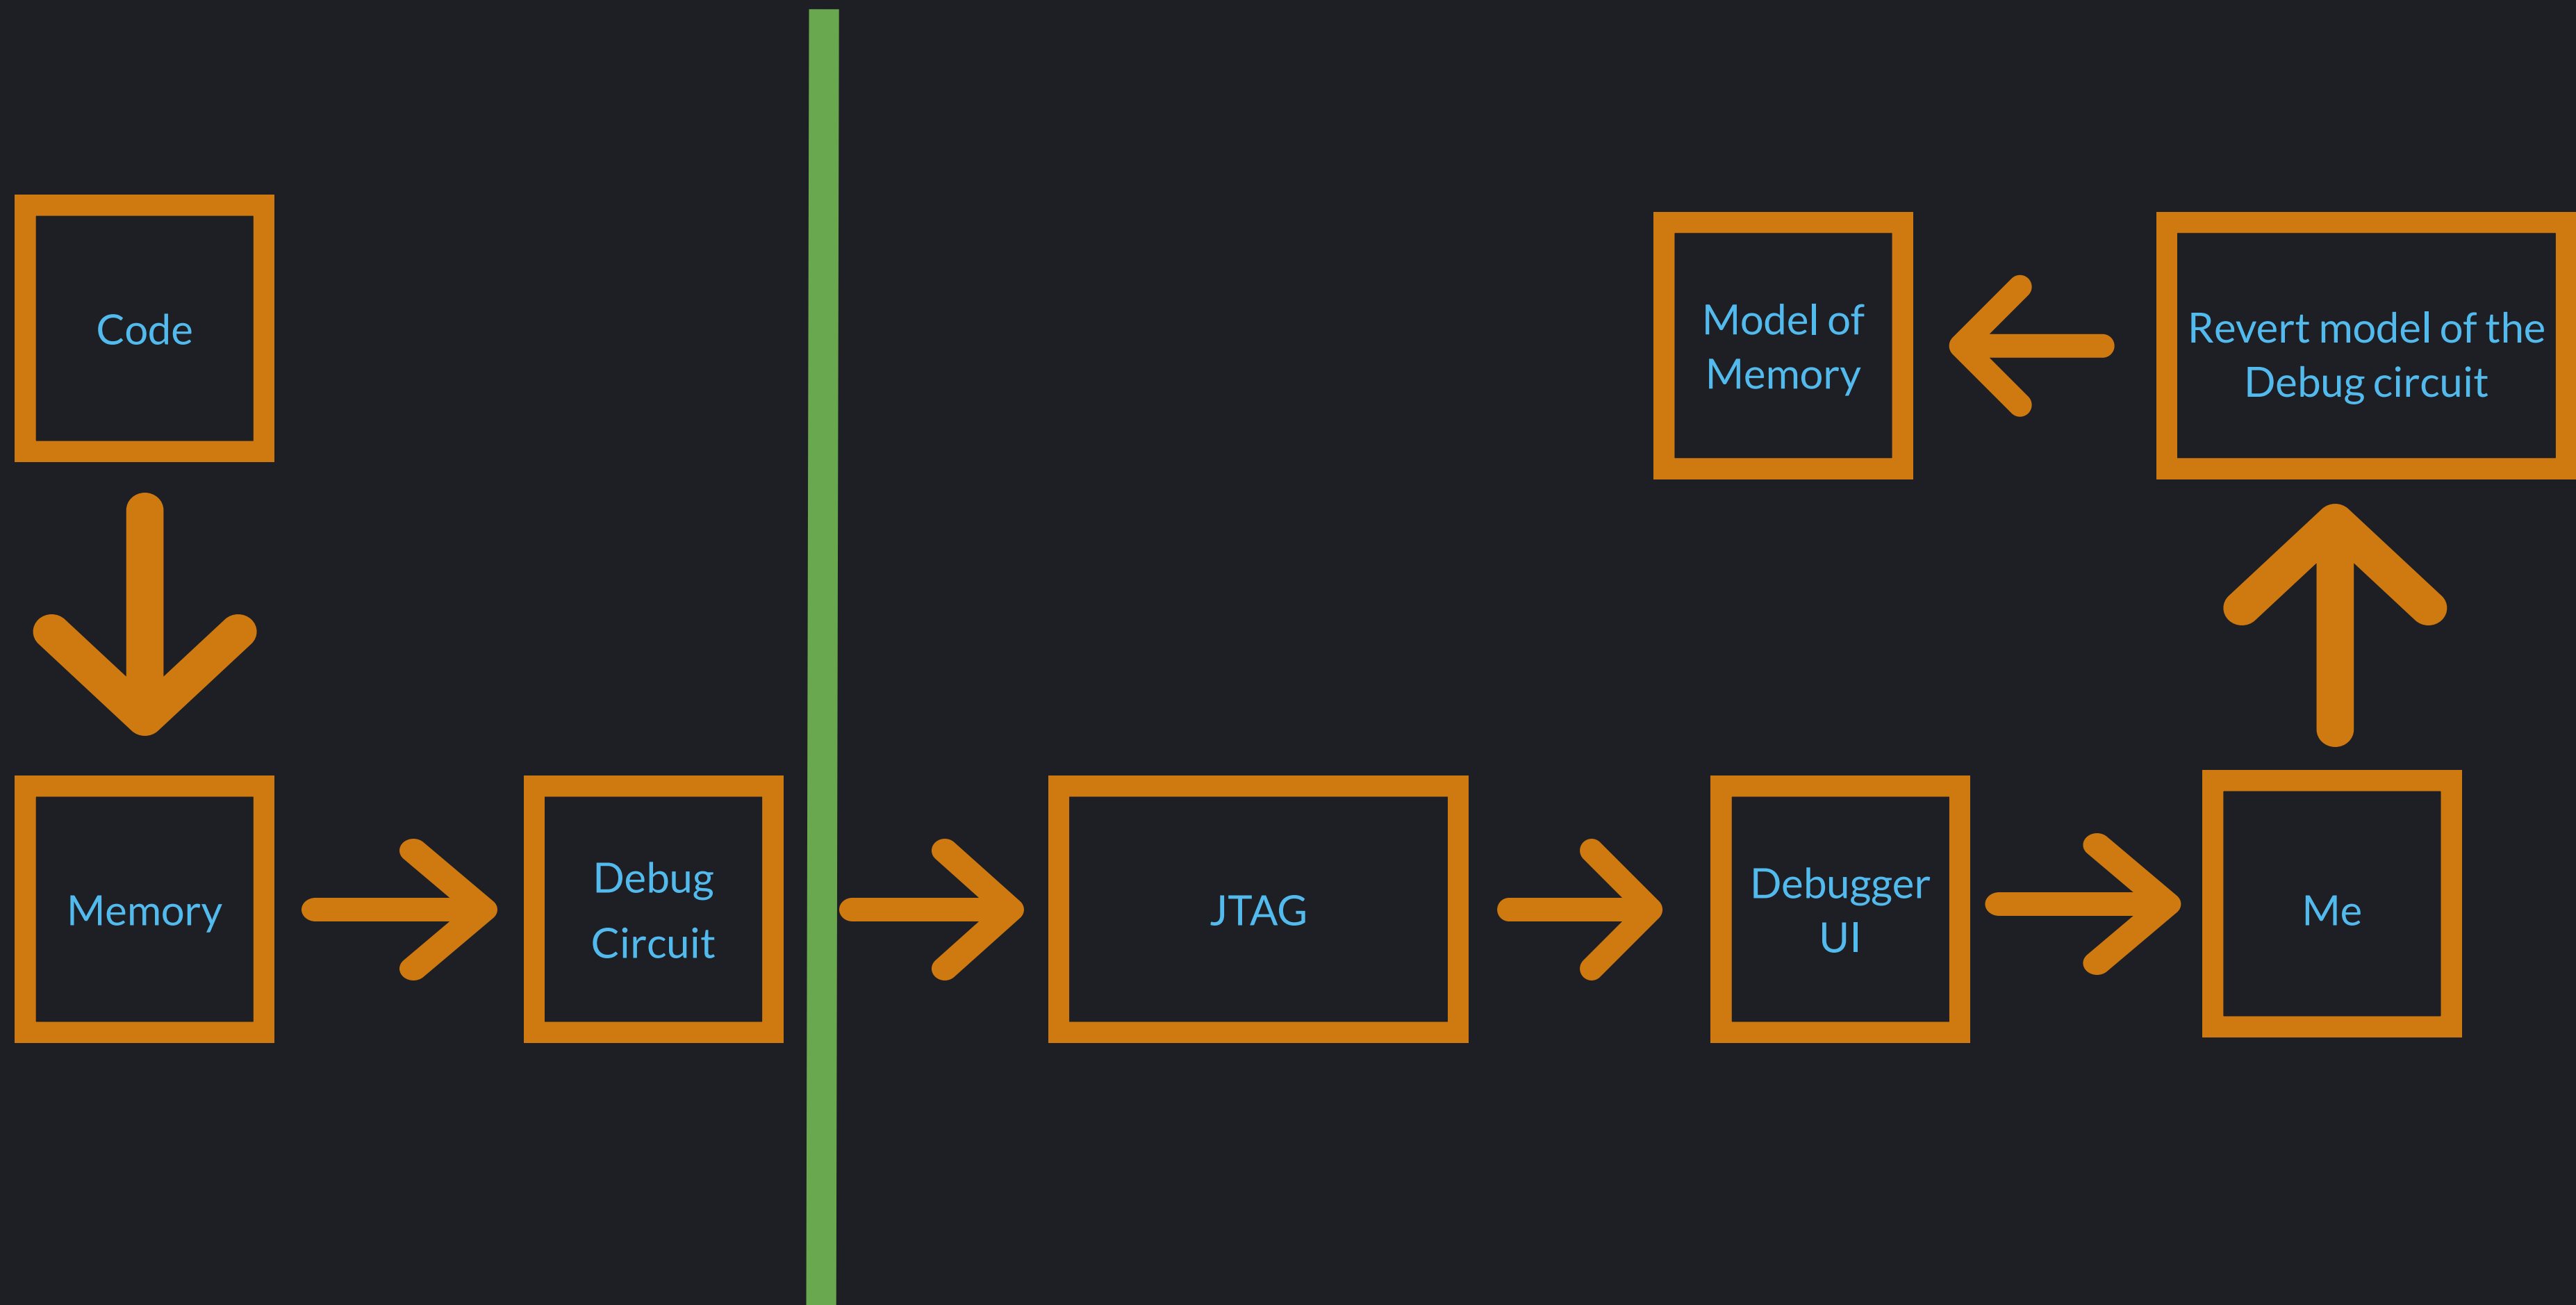 Code
Model of
Memory
Revert model of the
Debug circuit
Memory
Debug
Circuit
JTAG
Debugger
UI
Me